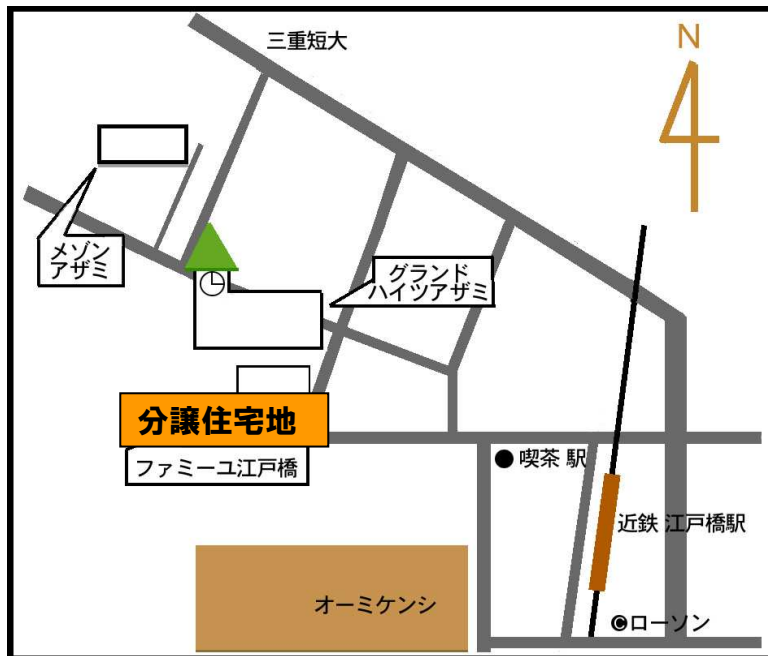 三重短大
N
メゾン
アザミ
グランド
ハイツアザミ
分譲住宅地
ファミーユ江戸橋
喫茶 駅
近鉄 江戸橋駅
オーミケンシ
Cローソン